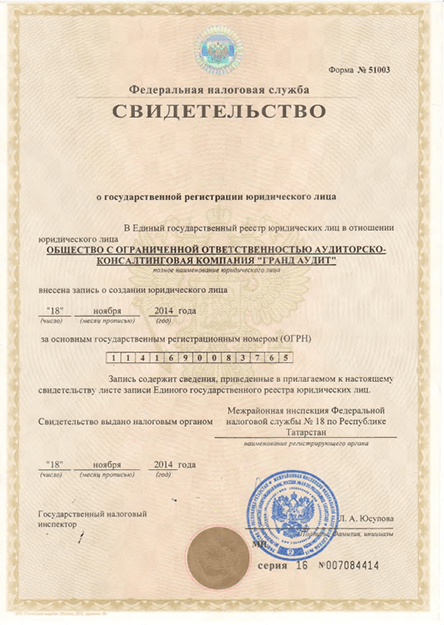 Форма № 51003
Федеральная налоговая служба
СВИДЕТЕЛЬСТВО
о государственной регистрации юридического лица
В Единый государственный реестр юридических лиц в отношении
юридического лица
ОБЩЕСТВО С ОГРАНИЧЕННОЙ ОТВЕТСТВЕННОСТЬЮ АУДИТОРСКО-
КОНСАЛТИНГОВАЯ КОМПАНИЯ "ГРАНД АУДИТ"
полное наименование юридического лица
внесена запись о создании юридического лица
"18" ноября 2014 года
(число) (месяц прописью) (год)
за основным государственным регистрационным номером (ОГРН)
1 1 4 1 6 9 0 0 8 3 7 6 5
Запись содержит сведения, приведенные в прилагаемом к настоящему
свидетельству листе записи Единого государственного реестра юридических лиц.
Свидетельство выдано налоговым органом
Межрайонная инспекция Федеральной
налоговой службы № 18 по Республике
Татарстан
наименование регистрирующего органа
"18" ноября 2014 года
(число) (месяц прописью) (год)
Государственный налоговый
инспектор
Л. А. Юсупова
Фамилия, инициалы
МП
серия 16 №007084414